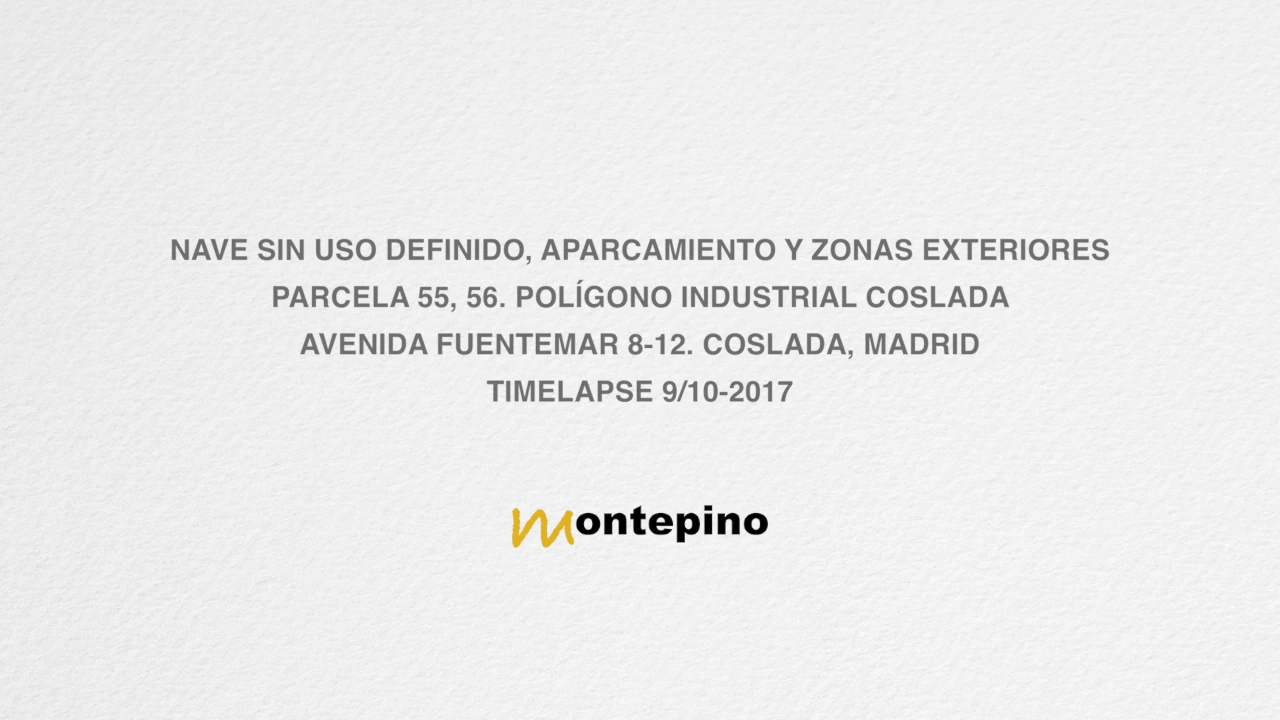 NAVE SIN USO DEFINIDO, APARCAMIENTO Y ZONAS EXTERIORES
PARCELA 55, 56. POLÍGONO INDUSTRIAL COSLADA
AVENIDA FUENTEMAR 8-12. COSLADA, MADRID
TIMELAPSE 9/10-2017
montepino